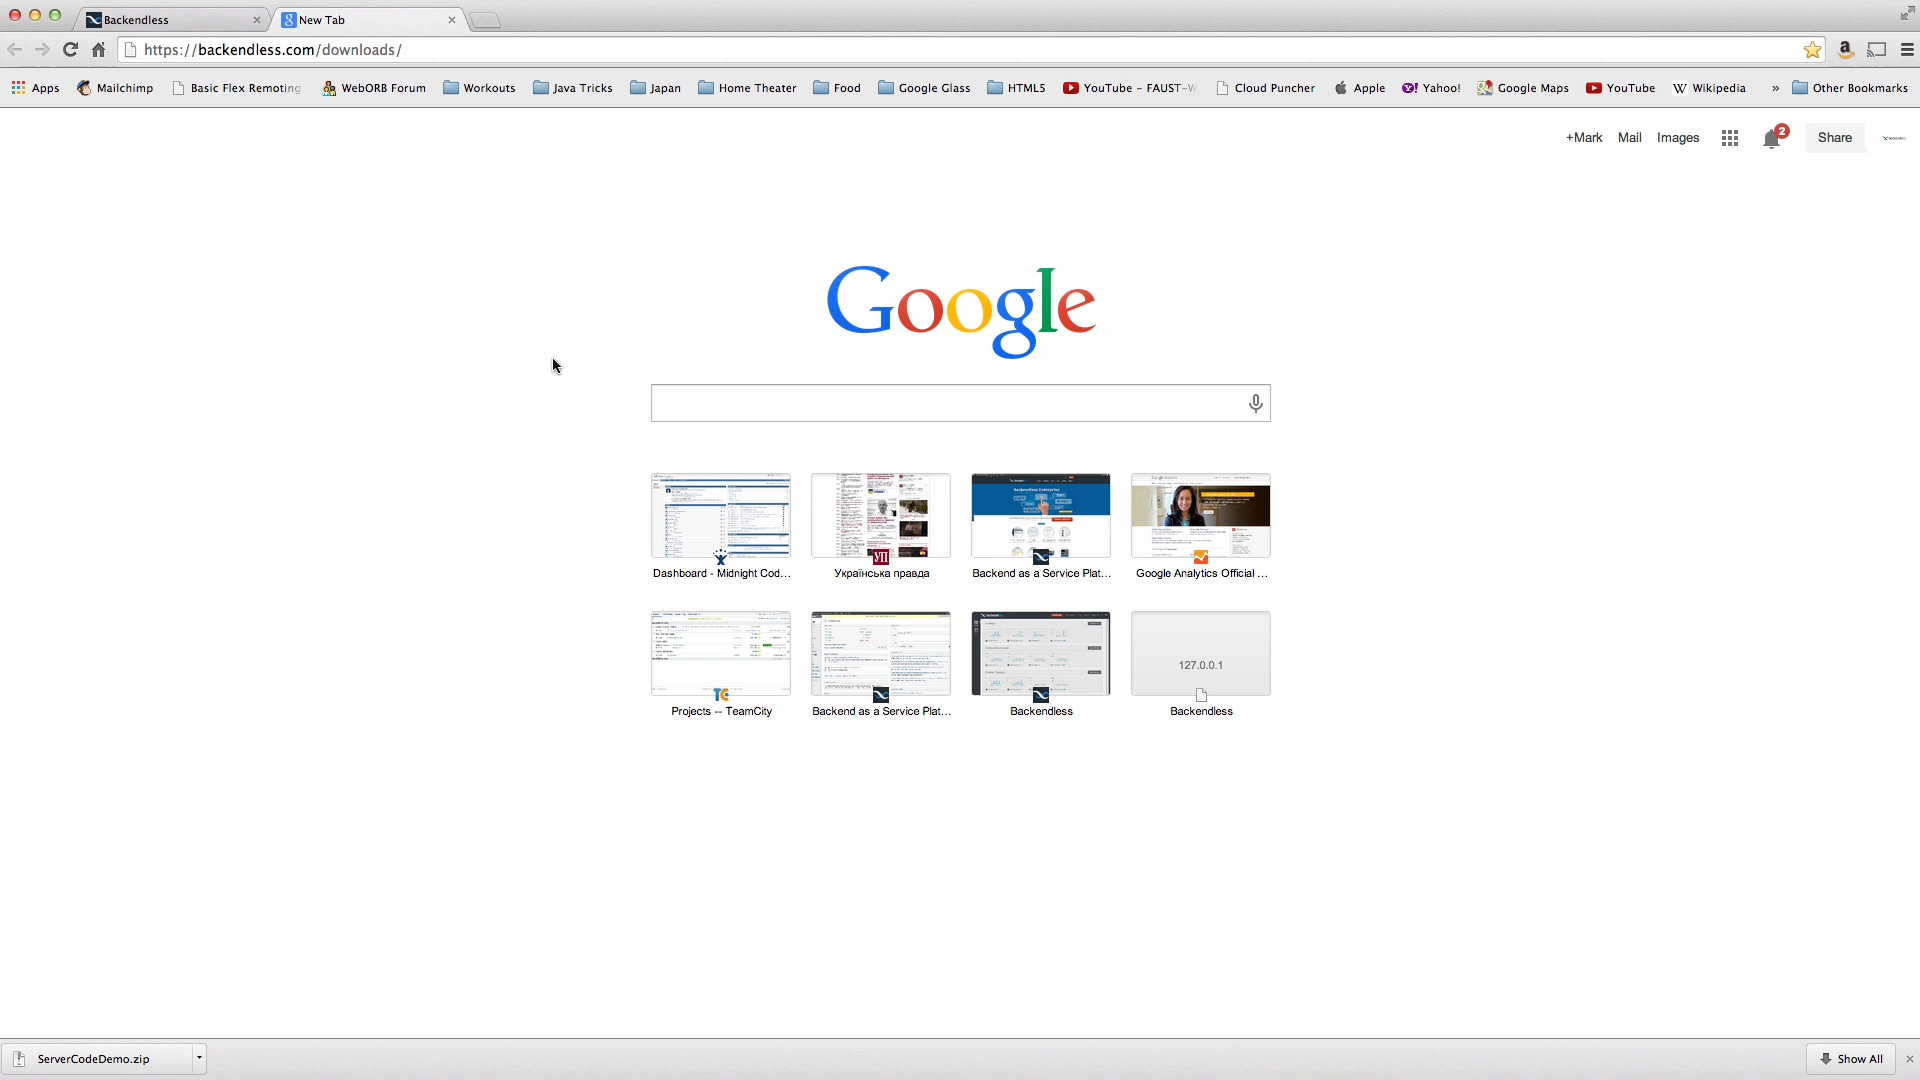 Backendless
New Tab
https://backendless.com/downloads/
Apps
Mailchimp
Basic Flex Remoting
WebORB Forum
Workouts
Java Tricks
Japan
Home Theater
Food
Google Glass
HTML5
YouTube - FAUST-W
Cloud Puncher
Apple
Yahoo!
Google Maps
YouTube
Wikipedia
»
Other Bookmarks
+Mark
Mail
Images
2
Share
Google
Dashboard - Midnight Cod...
Українська правда
Backend as a Service Plat...
Google Analytics Official ...
127.0.0.1
Projects -- TeamCity
Backend as a Service Plat...
Backendless
Backendless
ServerCodeDemo.zip
Show All